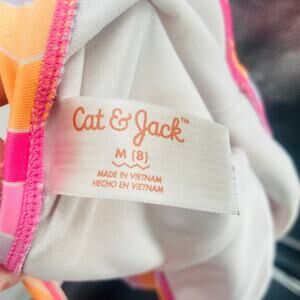 Cat & Jack™
M (8)
MADE IN VIETNAM
HECHO EN VIETNAM